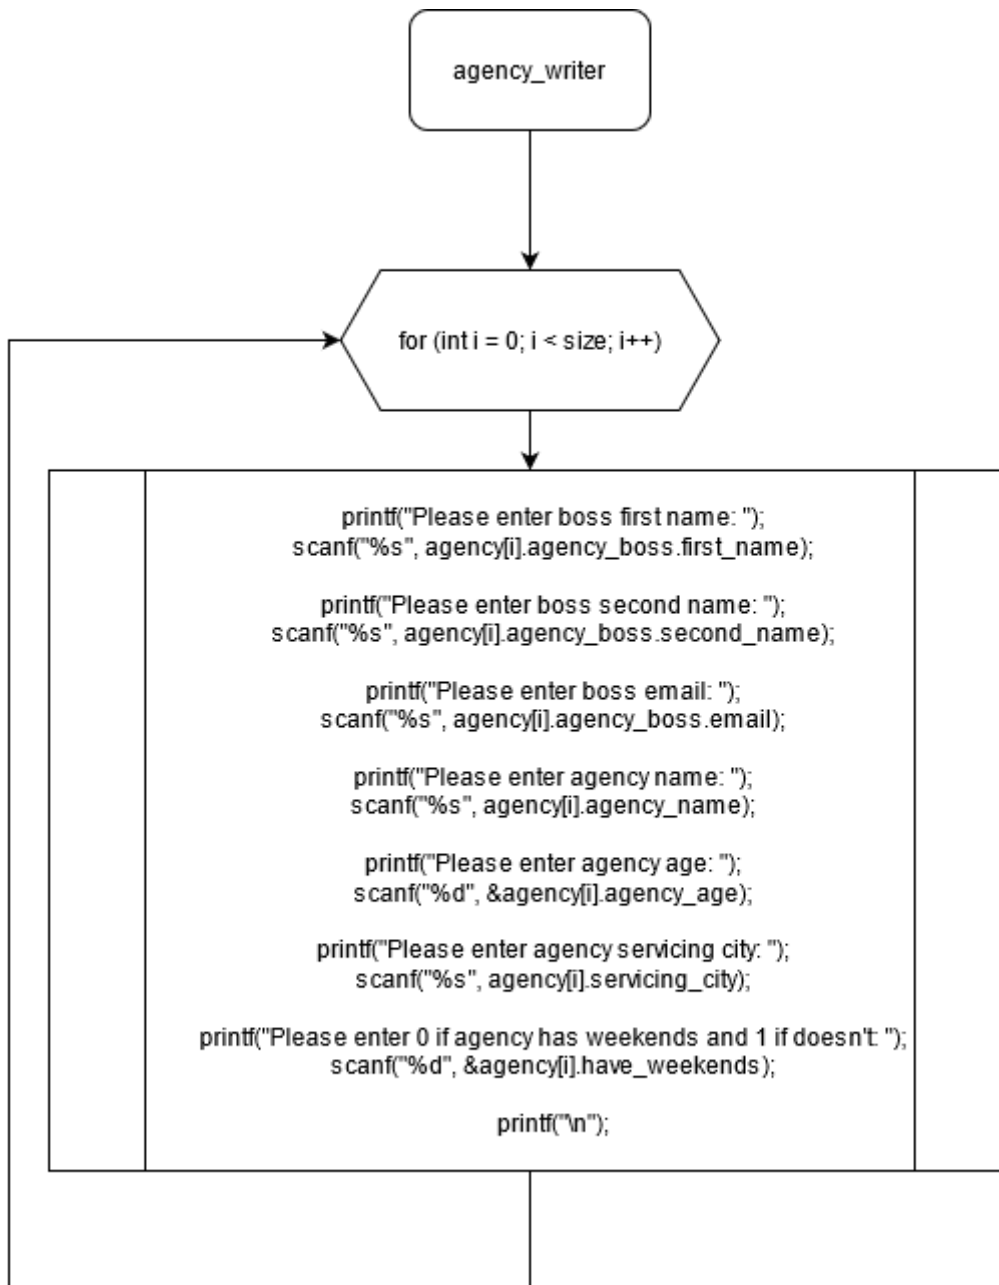 agency_writer
for (int i = 0; i < size; i++)
printf("Please enter boss first name: ");
scanf("%s", agency[i].agency_boss.first_name);
printf("Please enter boss second name: ");
scanf("%s", agency[i].agency_boss.second_name);
printf("Please enter boss email: ");
scanf("%s", agency[i].agency_boss.email);
printf("Please enter agency name: ");
scanf("%s", agency[i].agency_name);
printf("Please enter agency age: ");
scanf("%d", &agency[i].agency_age);
printf("Please enter agency servicing city: ");
scanf("%s", agency[i].servicing_city);
printf("Please enter 0 if agency has weekends and 1 if doesn't: ");
scanf("%d", &agency[i].have_weekends);
printf("\n");